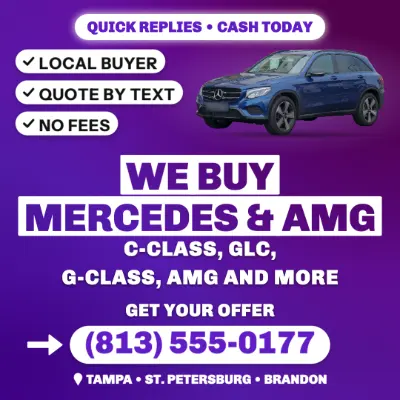 QUICK REPLIES • CASH TODAY
✓ LOCAL BUYER
✓ QUOTE BY TEXT
✓ NO FEES
WE BUY
MERCEDES & AMG
C-CLASS, GLC,
G-CLASS, AMG AND MORE
GET YOUR OFFER
→ (813) 555-0177
TAMPA • ST. PETERSBURG • BRANDON